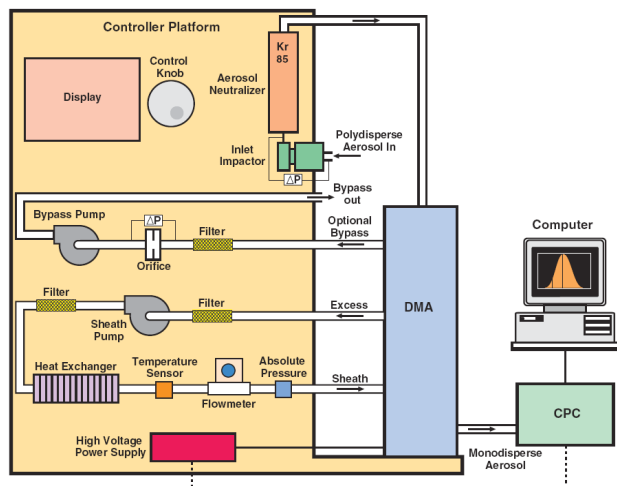 Controller Platform
Display
Control
Knob
Kr
85
Aerosol
Neutralizer
Inlet
Impactor
Polydisperse
Aerosol In
ΔP
Bypass
out
Bypass Pump
ΔP
Orifice
Filter
Optional
Bypass
DMA
Computer
Filter
Sheath
Pump
Filter
Excess
Heat Exchanger
Temperature
Sensor
Flowmeter
Absolute
Pressure
Sheath
High Voltage
Power Supply
CPC
Monodisperse
Aerosol